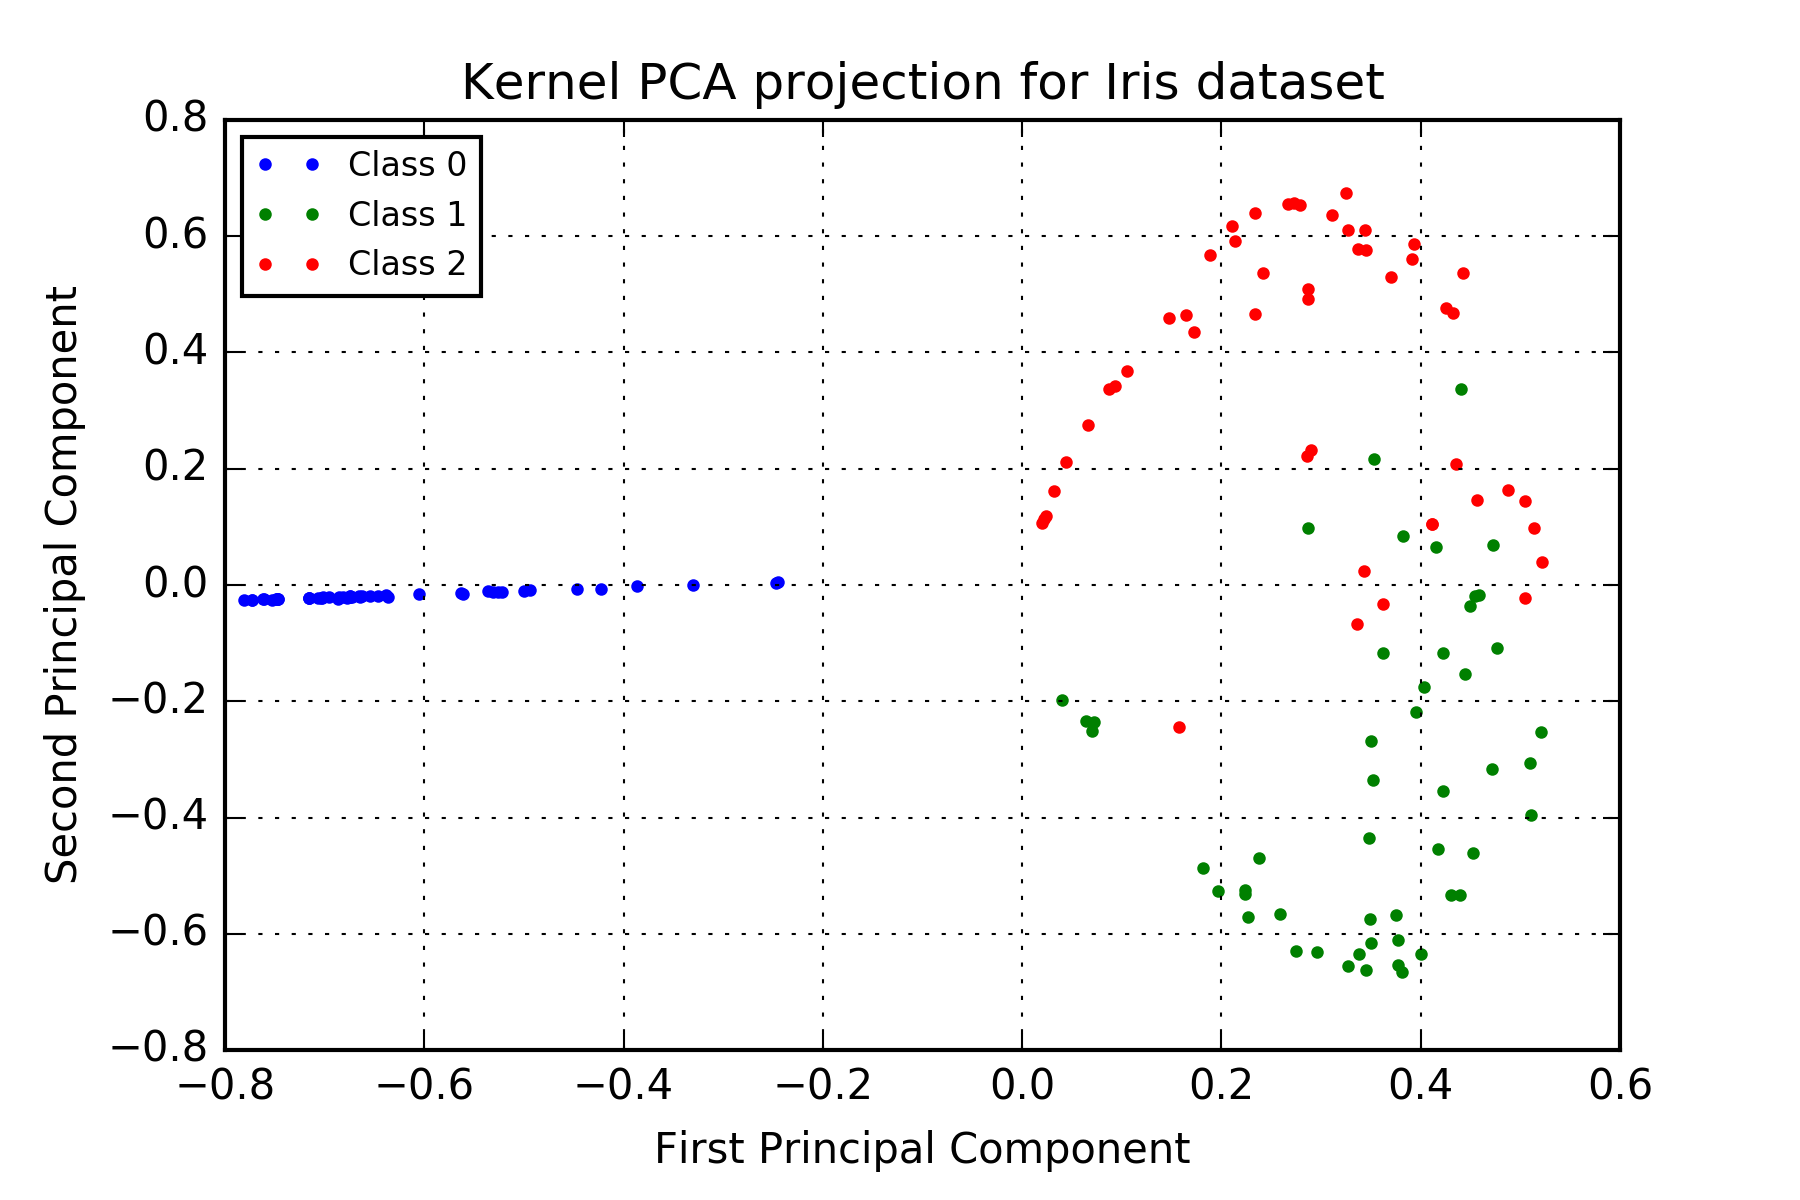 Kernel PCA projection for Iris dataset
Class 0
Class 1
Class 2
Second Principal Component
0.8
0.6
0.4
0.2
0.0
−0.2
−0.4
−0.6
−0.8
−0.8 −0.6 −0.4 −0.2 0.0 0.2 0.4 0.6
First Principal Component